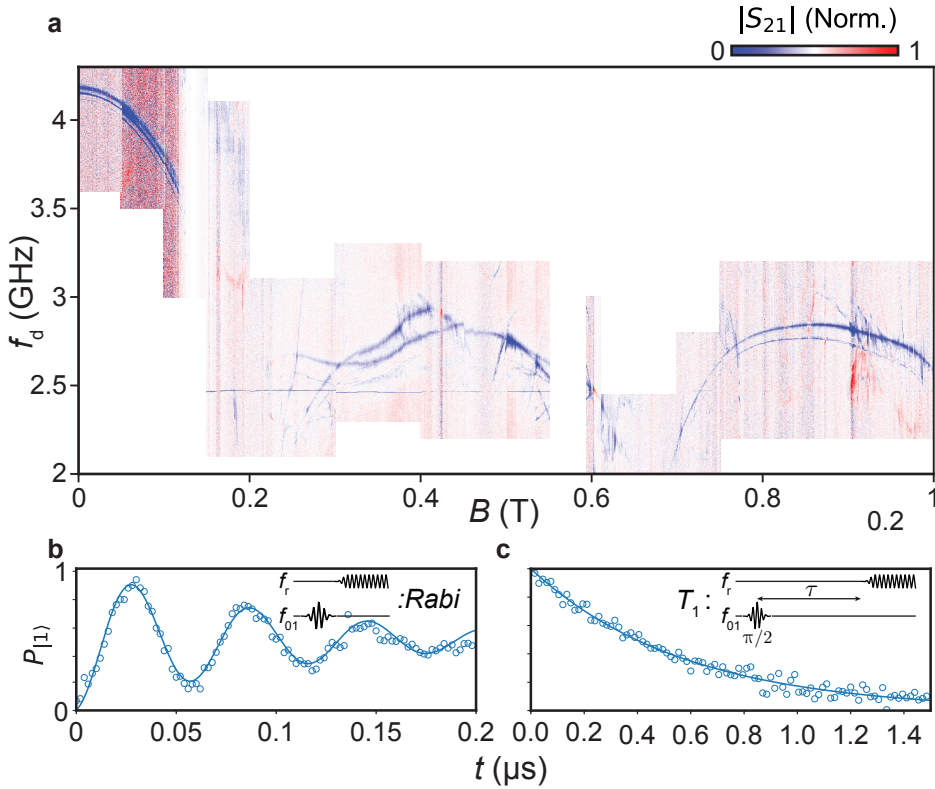 |S21| (Norm.)
0 1
a
fd (GHz)
4
3.5
3
2.5
2
0 0.2 0.4 0.6 0.8 1
B (T)
0.2
b
c
P|1⟩
1
0
fr
f01
:Rabi
0 0.05 0.1 0.15 0.2
T1 :
fr
f01
τ
π/2
0.0 0.2 0.4 0.6 0.8 1.0 1.2 1.4
t (µs)